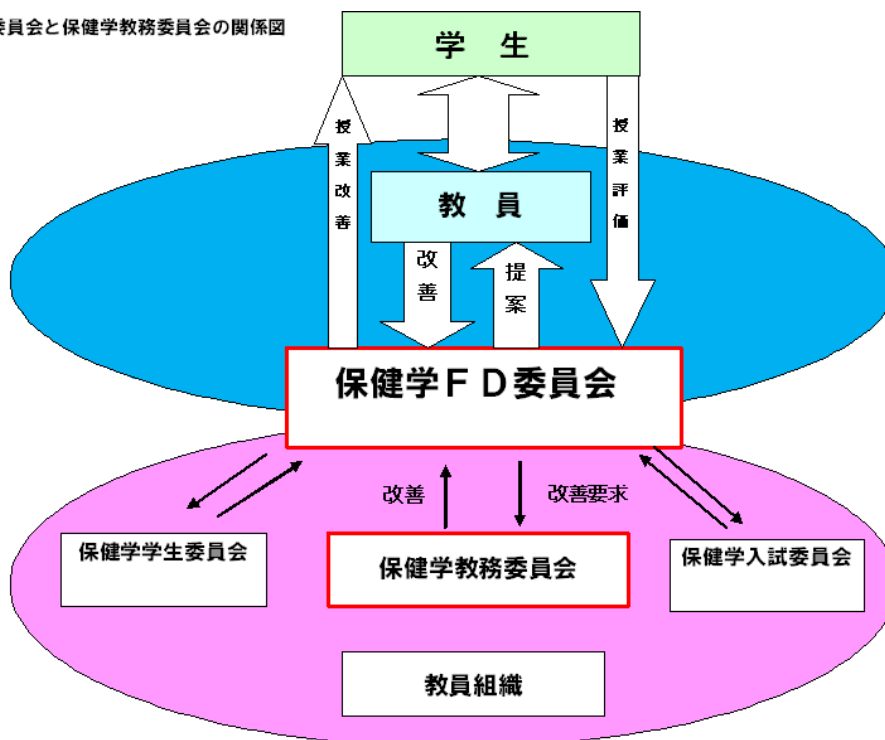 委員会と保健学教務委員会の関係図
学 生
授業改善
授業評価
教 員
改善
提案
保健学ＦＤ委員会
改善
改善要求
保健学学生委員会
保健学教務委員会
保健学入試委員会
教員組織